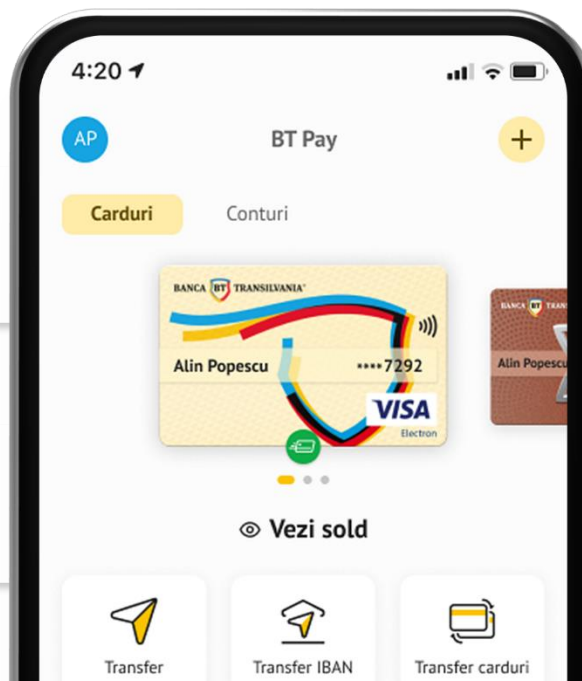 4:20
AP
BT Pay
Carduri
Conturi
BANCA BT TRANSILVANIA
Alin Popescu
****7292
VISA
Electron
BANCA BT
Alin Popescu
Vezi sold
Transfer
Transfer IBAN
Transfer carduri